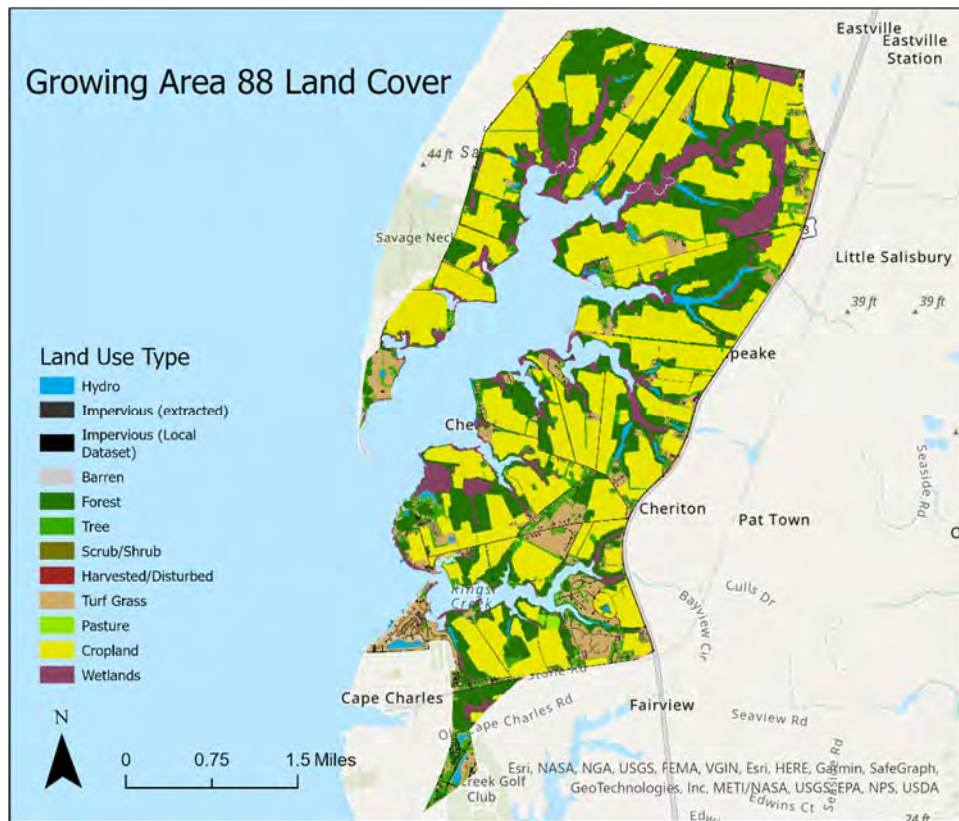 Growing Area 88 Land Cover
Eastville
Eastville
Station
44 ft
Savage Neck
Little Salisbury
39 ft
39 ft
Land Use Type
Hydro
Impervious (extracted)
Impervious (Local
Dataset)
Barren
Forest
Tree
Scrub/Shrub
Harvested/Disturbed
Turf Grass
Pasture
Cropland
Wetlands
peake
Che
Seaside Rd
Cheriton
Pat Town
Kings
Creek
Culls Dr
Bayview Cir
N
Cape Charles
Stone Rd
Cape Charles Rd
Fairview
Seaview Rd
Seaside Rd
0 0.75 1.5 Miles
Creek Golf
Club
Esri, NASA, NGA, USGS, FEMA, VGIN, Esri, HERE, Garmin, SafeGraph,
GeoTechnologies, Inc, METI/NASA, USGS, EPA, NPS, USDA
Edwins Ct
24 ft